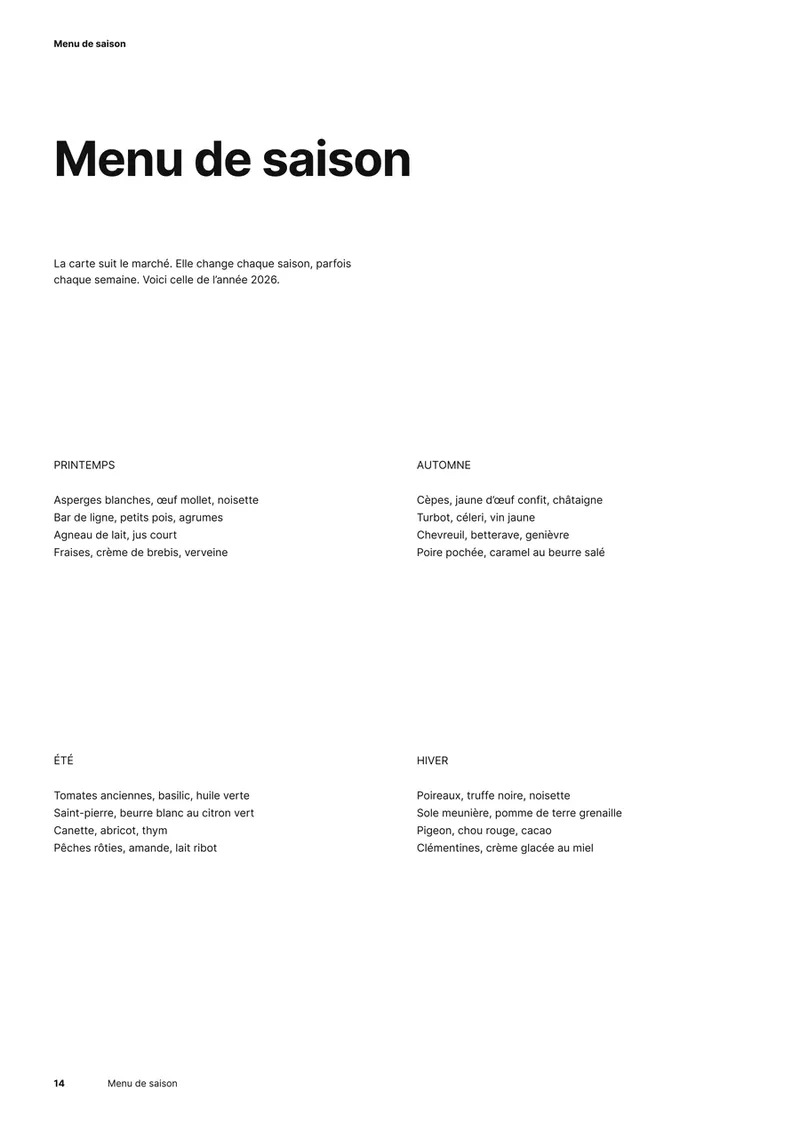 Menu de saison
Menu de saison
La carte suit le marché. Elle change chaque saison, parfois
chaque semaine. Voici celle de l’année 2026.
PRINTEMPS
Asperges blanches, œuf mollet, noisette
Bar de ligne, petits pois, agrumes
Agneau de lait, jus court
Fraises, crème de brebis, verveine
AUTOMNE
Cèpes, jaune d’œuf confit, châtaigne
Turbot, céleri, vin jaune
Chevreuil, betterave, genièvre
Poire pochée, caramel au beurre salé
ÉTÉ
Tomates anciennes, basilic, huile verte
Saint-pierre, beurre blanc au citron vert
Canette, abricot, thym
Pêches rôties, amande, lait ribot
HIVER
Poireaux, truffe noire, noisette
Sole meunière, pomme de terre grenaille
Pigeon, chou rouge, cacao
Clémentines, crème glacée au miel
14 Menu de saison